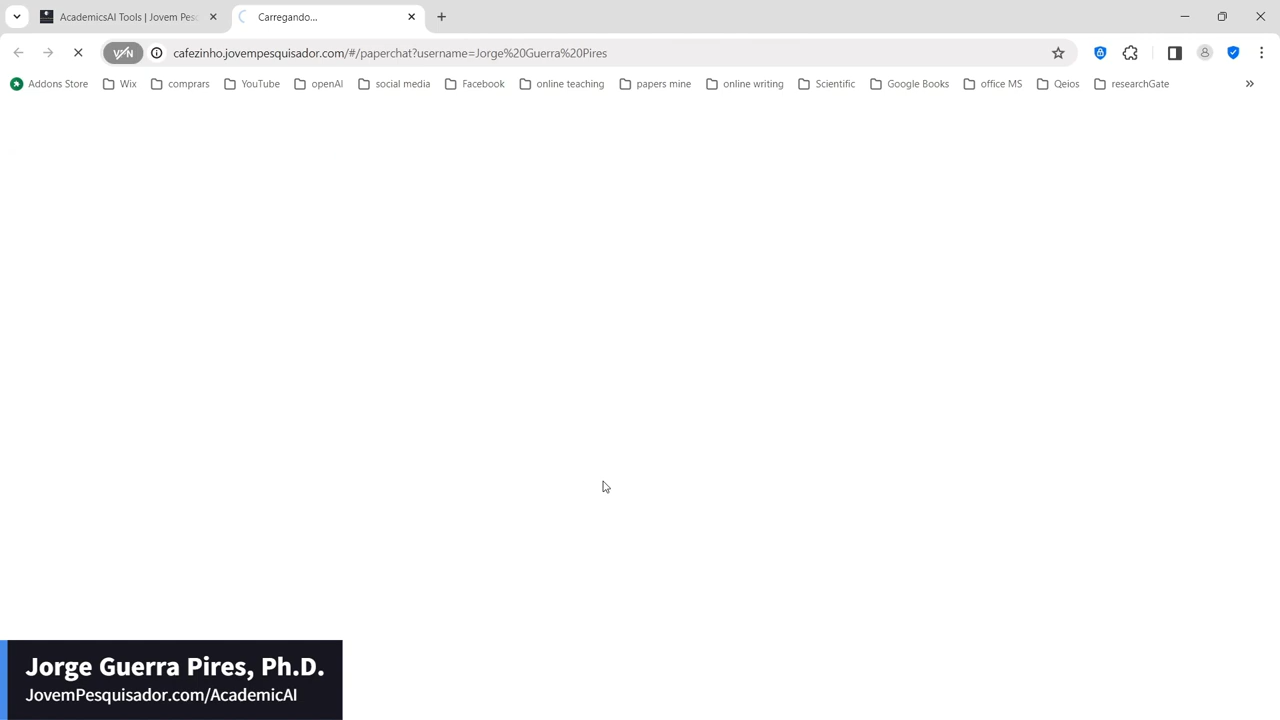 AcademicsAI Tools | Jovem Pes
Carregando...
cafezinho.jovempesquisador.com/#/paperchat?username=Jorge%20Guerra%20Pires
Addons Store
Wix
comprars
YouTube
openAI
social media
Facebook
online teaching
papers mine
online writing
Scientific
Google Books
office MS
Qeios
researchGate
Jorge Guerra Pires, Ph.D.
JovemPesquisador.com/AcademicAI